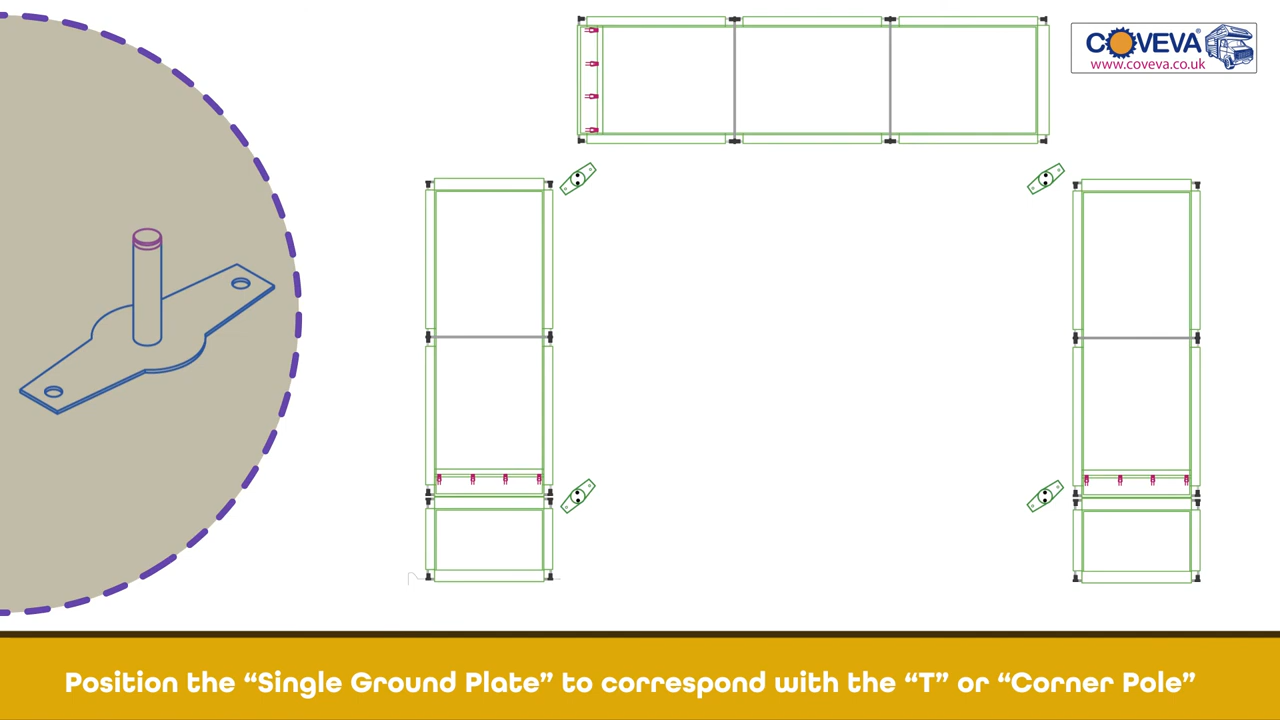 COVEVA®
www.coveva.co.uk
Position the “Single Ground Plate” to correspond with the “T” or “Corner Pole”